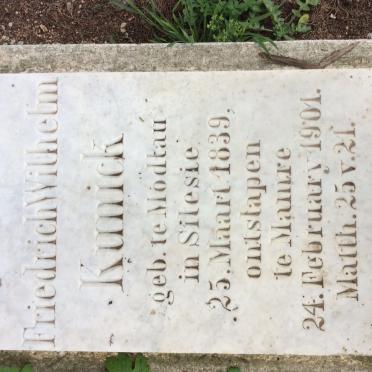 Friedrich Wilhelm
Kunick
geb. te Modlau
in Silesie
25. Maart 1839,
ontslapen
te Mamre
24. February 1901.
Matth. 25 v. 21.